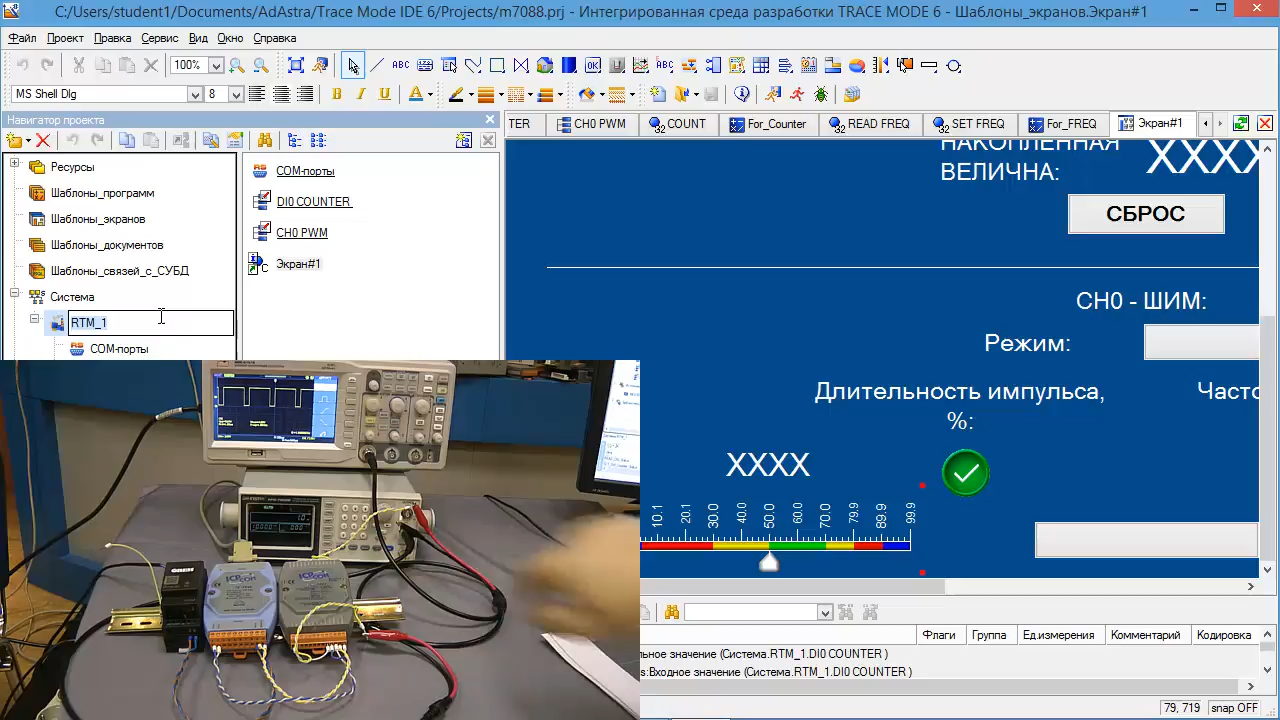 C:/Users/student1/Documents/AdAstra/Trace Mode IDE 6/Projects/m7088.prj - Интегрированная среда разработки TRACE MODE 6 - Шаблоны_экранов.Экран#1
Файл Проект Правка Сервис Вид Окно Справка
100% ABC OK ABC
MS Shell Dlg 8 B I U A
Навигатор проекта
TER CH0 PWM COUNT For_Counter READ FREQ SET FREQ For_FREQ Экран#1
Ресурсы
Шаблоны_программ
Шаблоны_экранов
Шаблоны_документов
Шаблоны_связей_с_СУБД
Система
RTM_1
COM-порты
COM-порты
DI0 COUNTER
CH0 PWM
Экран#1
НАКОПЛЕННАЯ
ВЕЛИЧНА:
XXXX
СБРОС
CH0 - ШИМ:
Режим:
Длительность импульса,
%:
Часто
XXXX
10.1 20.1 30.0 40.0 50.0 60.0 70.0 79.9 89.9 99.9
Флаги Группа Ед.измерения Комментарий Кодировка
льное значение (Система.RTM_1.DI0 COUNTER )
s:Входное значение (Система.RTM_1.DI0 COUNTER )
79, 719 snap OFF